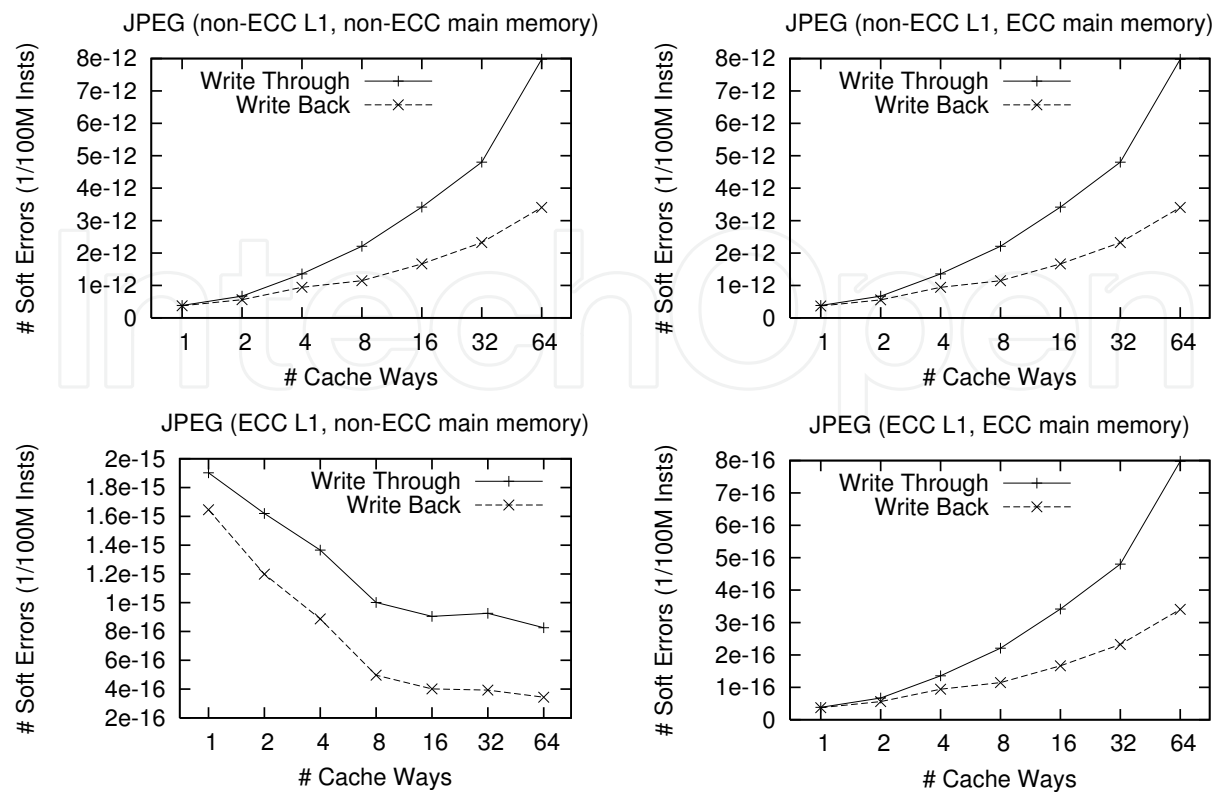 JPEG (non-ECC L1, non-ECC main memory)
# Soft Errors (1/100M Insts)
8e-12
7e-12
6e-12
5e-12
4e-12
3e-12
2e-12
1e-12
0
Write Through
Write Back
1 2 4 8 16 32 64
# Cache Ways
JPEG (non-ECC L1, ECC main memory)
# Soft Errors (1/100M Insts)
8e-12
7e-12
6e-12
5e-12
4e-12
3e-12
2e-12
1e-12
0
Write Through
Write Back
1 2 4 8 16 32 64
# Cache Ways
IntechOpen
JPEG (ECC L1, non-ECC main memory)
# Soft Errors (1/100M Insts)
2e-15
1.8e-15
1.6e-15
1.4e-15
1.2e-15
1e-15
8e-16
6e-16
4e-16
2e-16
Write Through
Write Back
1 2 4 8 16 32 64
# Cache Ways
JPEG (ECC L1, ECC main memory)
# Soft Errors (1/100M Insts)
8e-16
7e-16
6e-16
5e-16
4e-16
3e-16
2e-16
1e-16
0
Write Through
Write Back
1 2 4 8 16 32 64
# Cache Ways